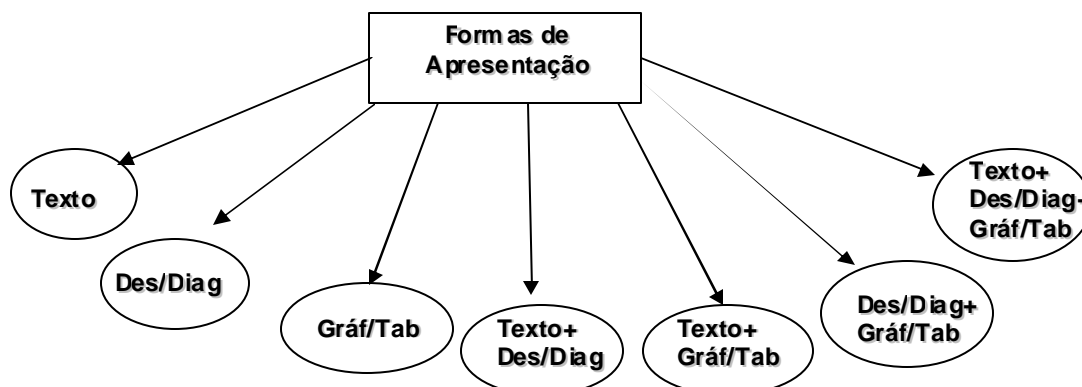 Formas de
Apresentação
Texto
Des/Diag
Gráf/Tab
Texto+
Des/Diag
Texto+
Gráf/Tab
Des/Diag+
Gráf/Tab
Texto+
Des/Diag+
Gráf/Tab